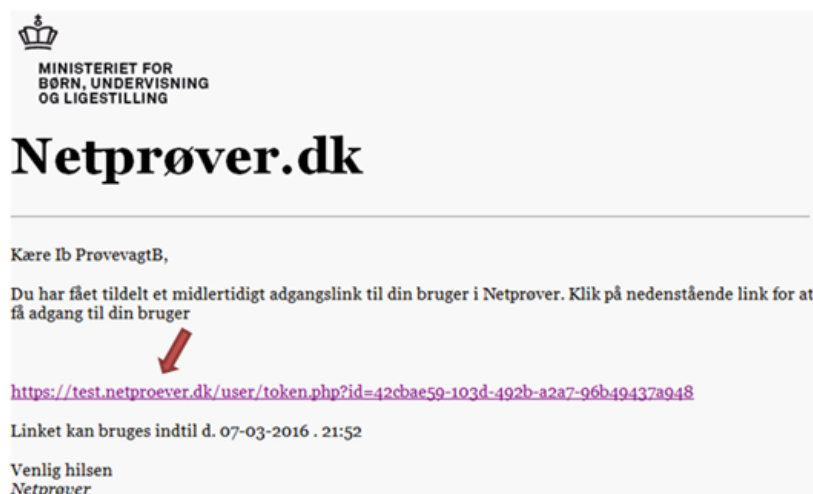 MINISTERIET FOR
BØRN, UNDERVISNING
OG LIGESTILLING
Netprøver.dk
Kære Ib PrøvevagtB,
Du har fået tildelt et midlertidigt adgangslink til din bruger i Netprøver. Klik på nedenstående link for at
få adgang til din bruger
https://test.netproever.dk/user/token.php?id=42cbae59-103d-492b-a2a7-96b49437a948
Linket kan bruges indtil d. 07-03-2016 . 21:52
Venlig hilsen
Netprøver